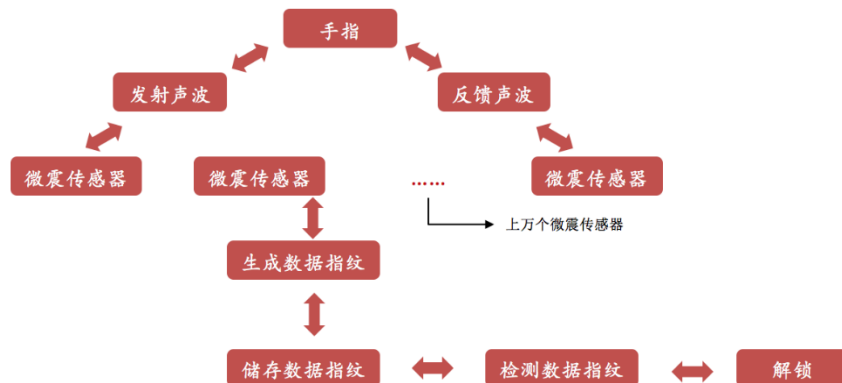 手指
发射声波
反馈声波
微震传感器
微震传感器
……
微震传感器
上万个微震传感器
生成数据指纹
储存数据指纹
检测数据指纹
解锁